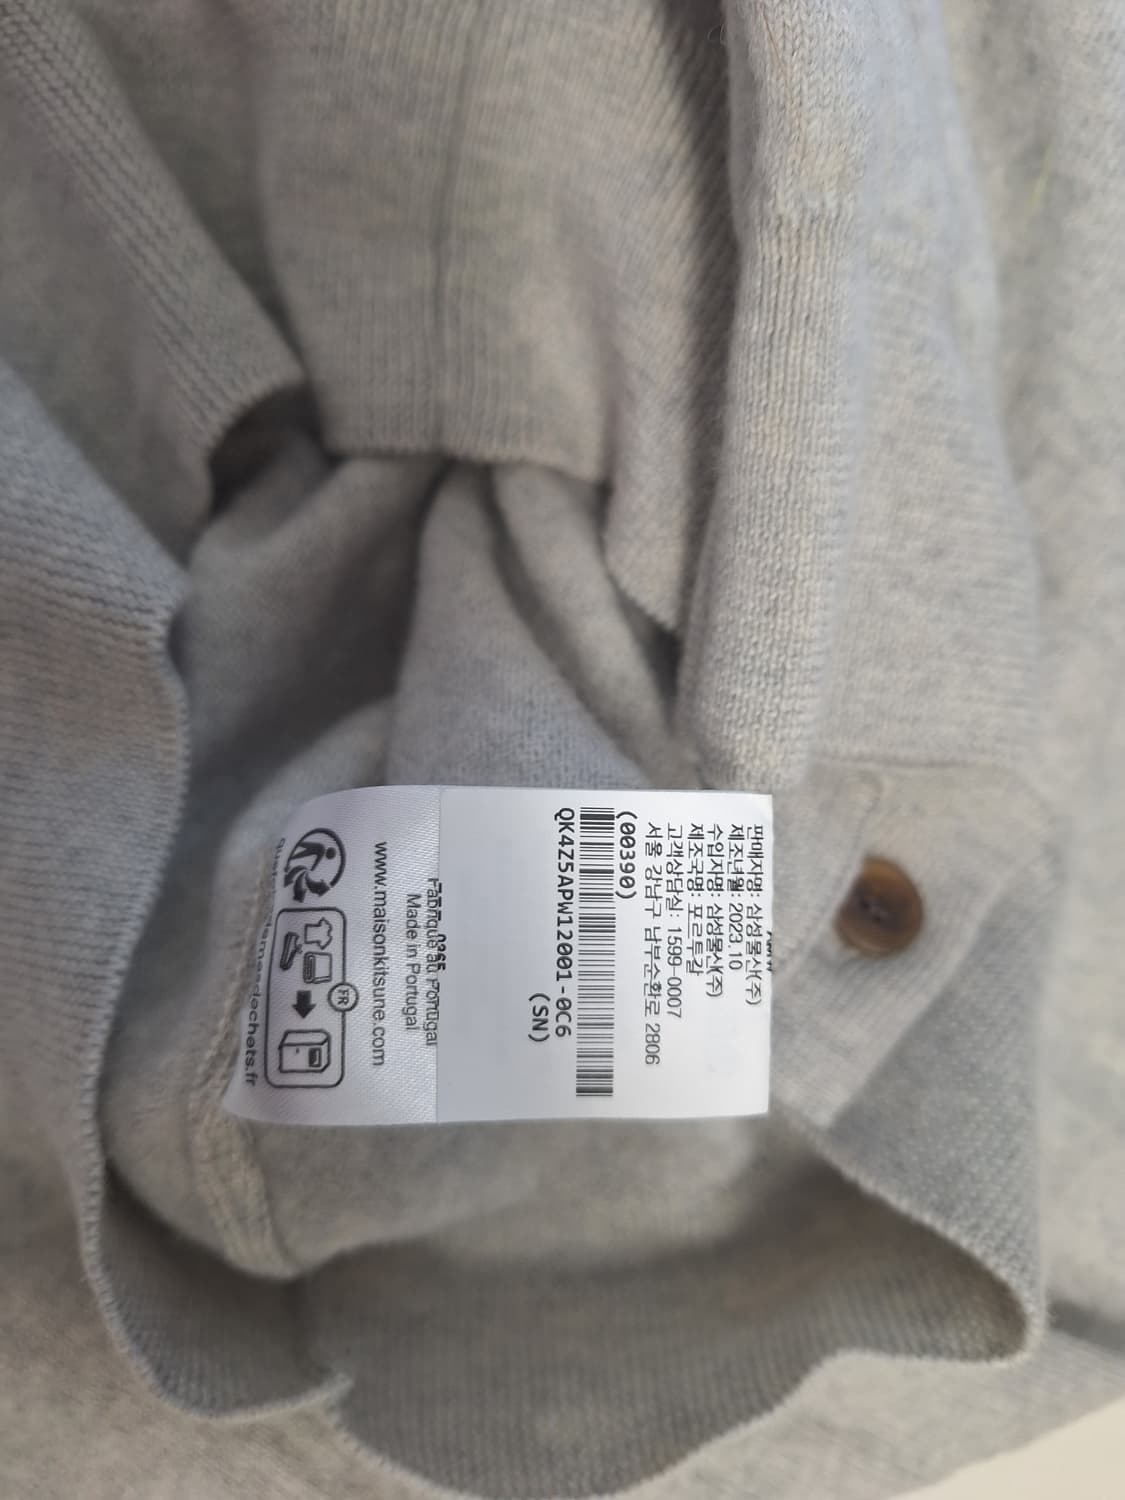 판매자명: 삼성물산(주)
제조년월: 2023.10
수입자명: 삼성물산(주)
제조국명: 포르투갈
고객상담실: 1599-0007
서울 강남구 남부순환로 2806
(00390)
QK4Z5APW12001-0C6
(SN)
Fabriqué au Portugal
Made in Portugal
www.maisonkitsune.com
FR